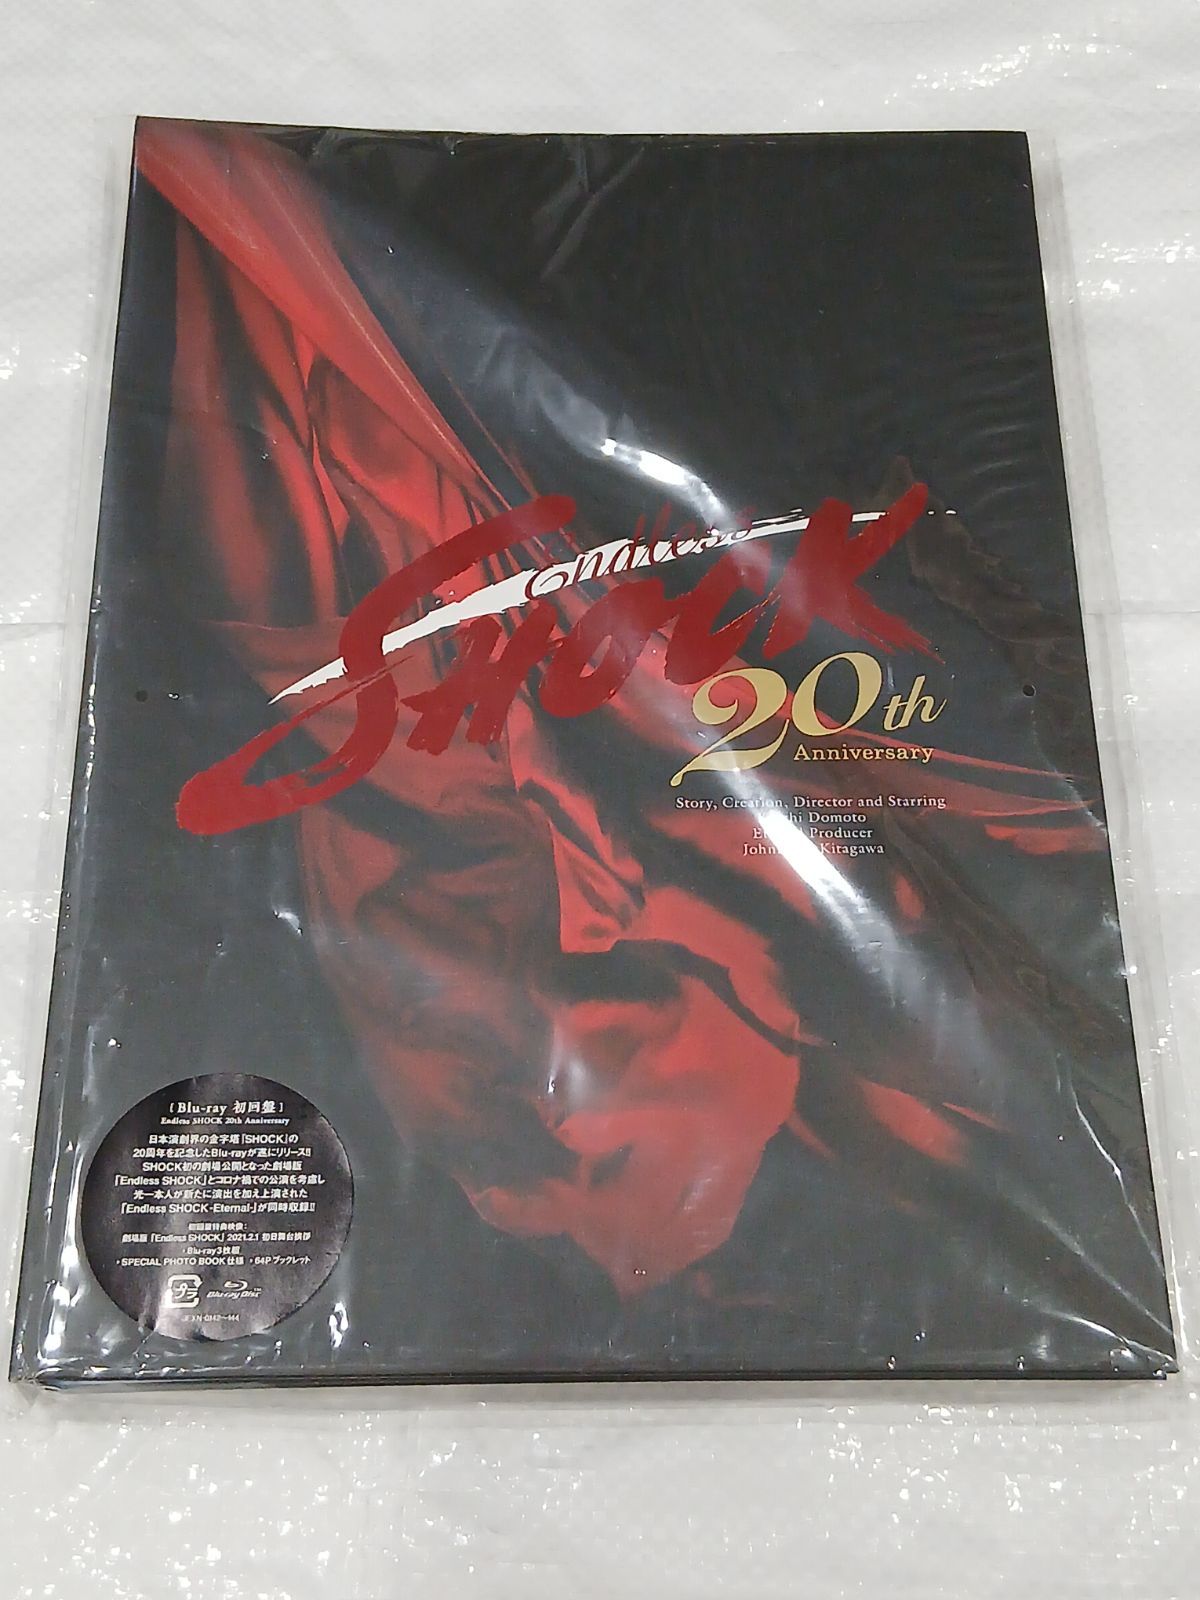 Endless
SHOCK
20th
Anniversary
Story, Creation, Director and Starring
Domoto
Producer
Kitagawa
[Blu-ray 初回盤]
Endless SHOCK 20th Anniversary
日本演劇界の金字塔『SHOCK』の
20周年を記念したBlu-rayが遂にリリース!!
SHOCK初の劇場公開となった劇場版
『Endless SHOCK』とコロナ禍での公演を考慮し
光一本人が新たに演出を加え上演された
『Endless SHOCK -Eternal-』が同時収録!!
初回盤特典映像:
劇場版『Endless SHOCK』2021.2.1 初日舞台挨拶
・Blu-ray3枚組
・SPECIAL PHOTO BOOK仕様 ・64Pブックレット
プラ
Blu-ray Disc™
JEXN-0142~144